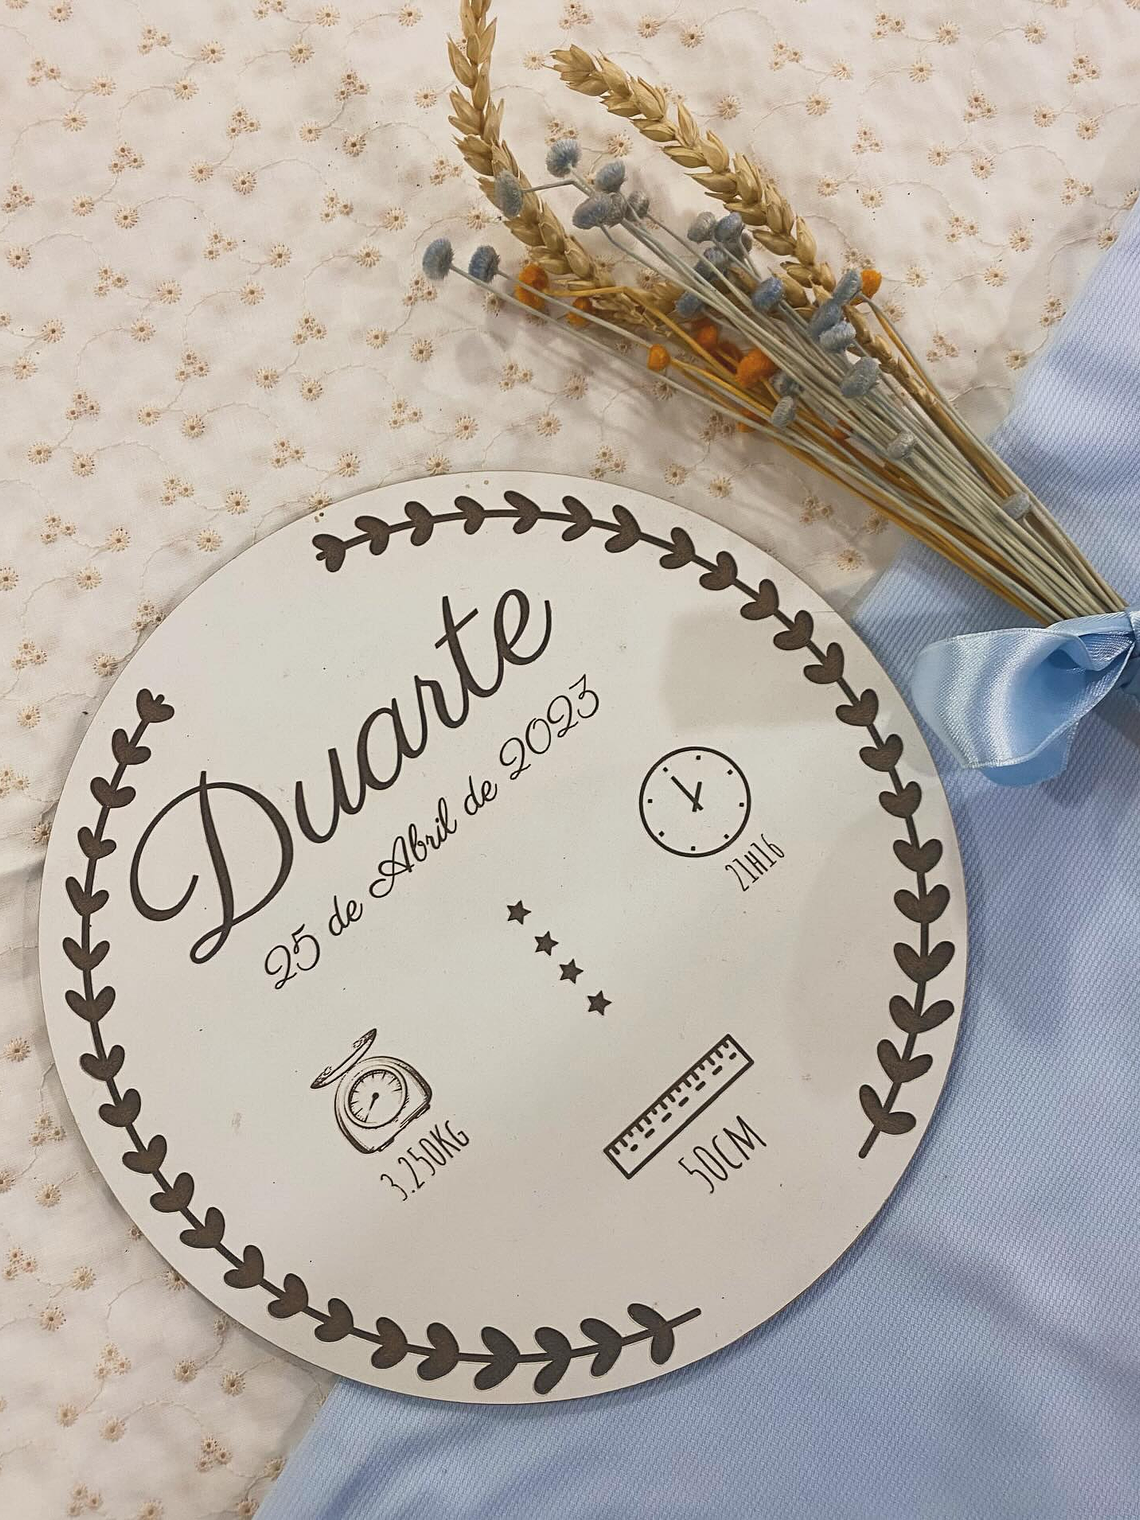 Duarte
25 de Abril de 2023
21H16
3.250KG
50CM